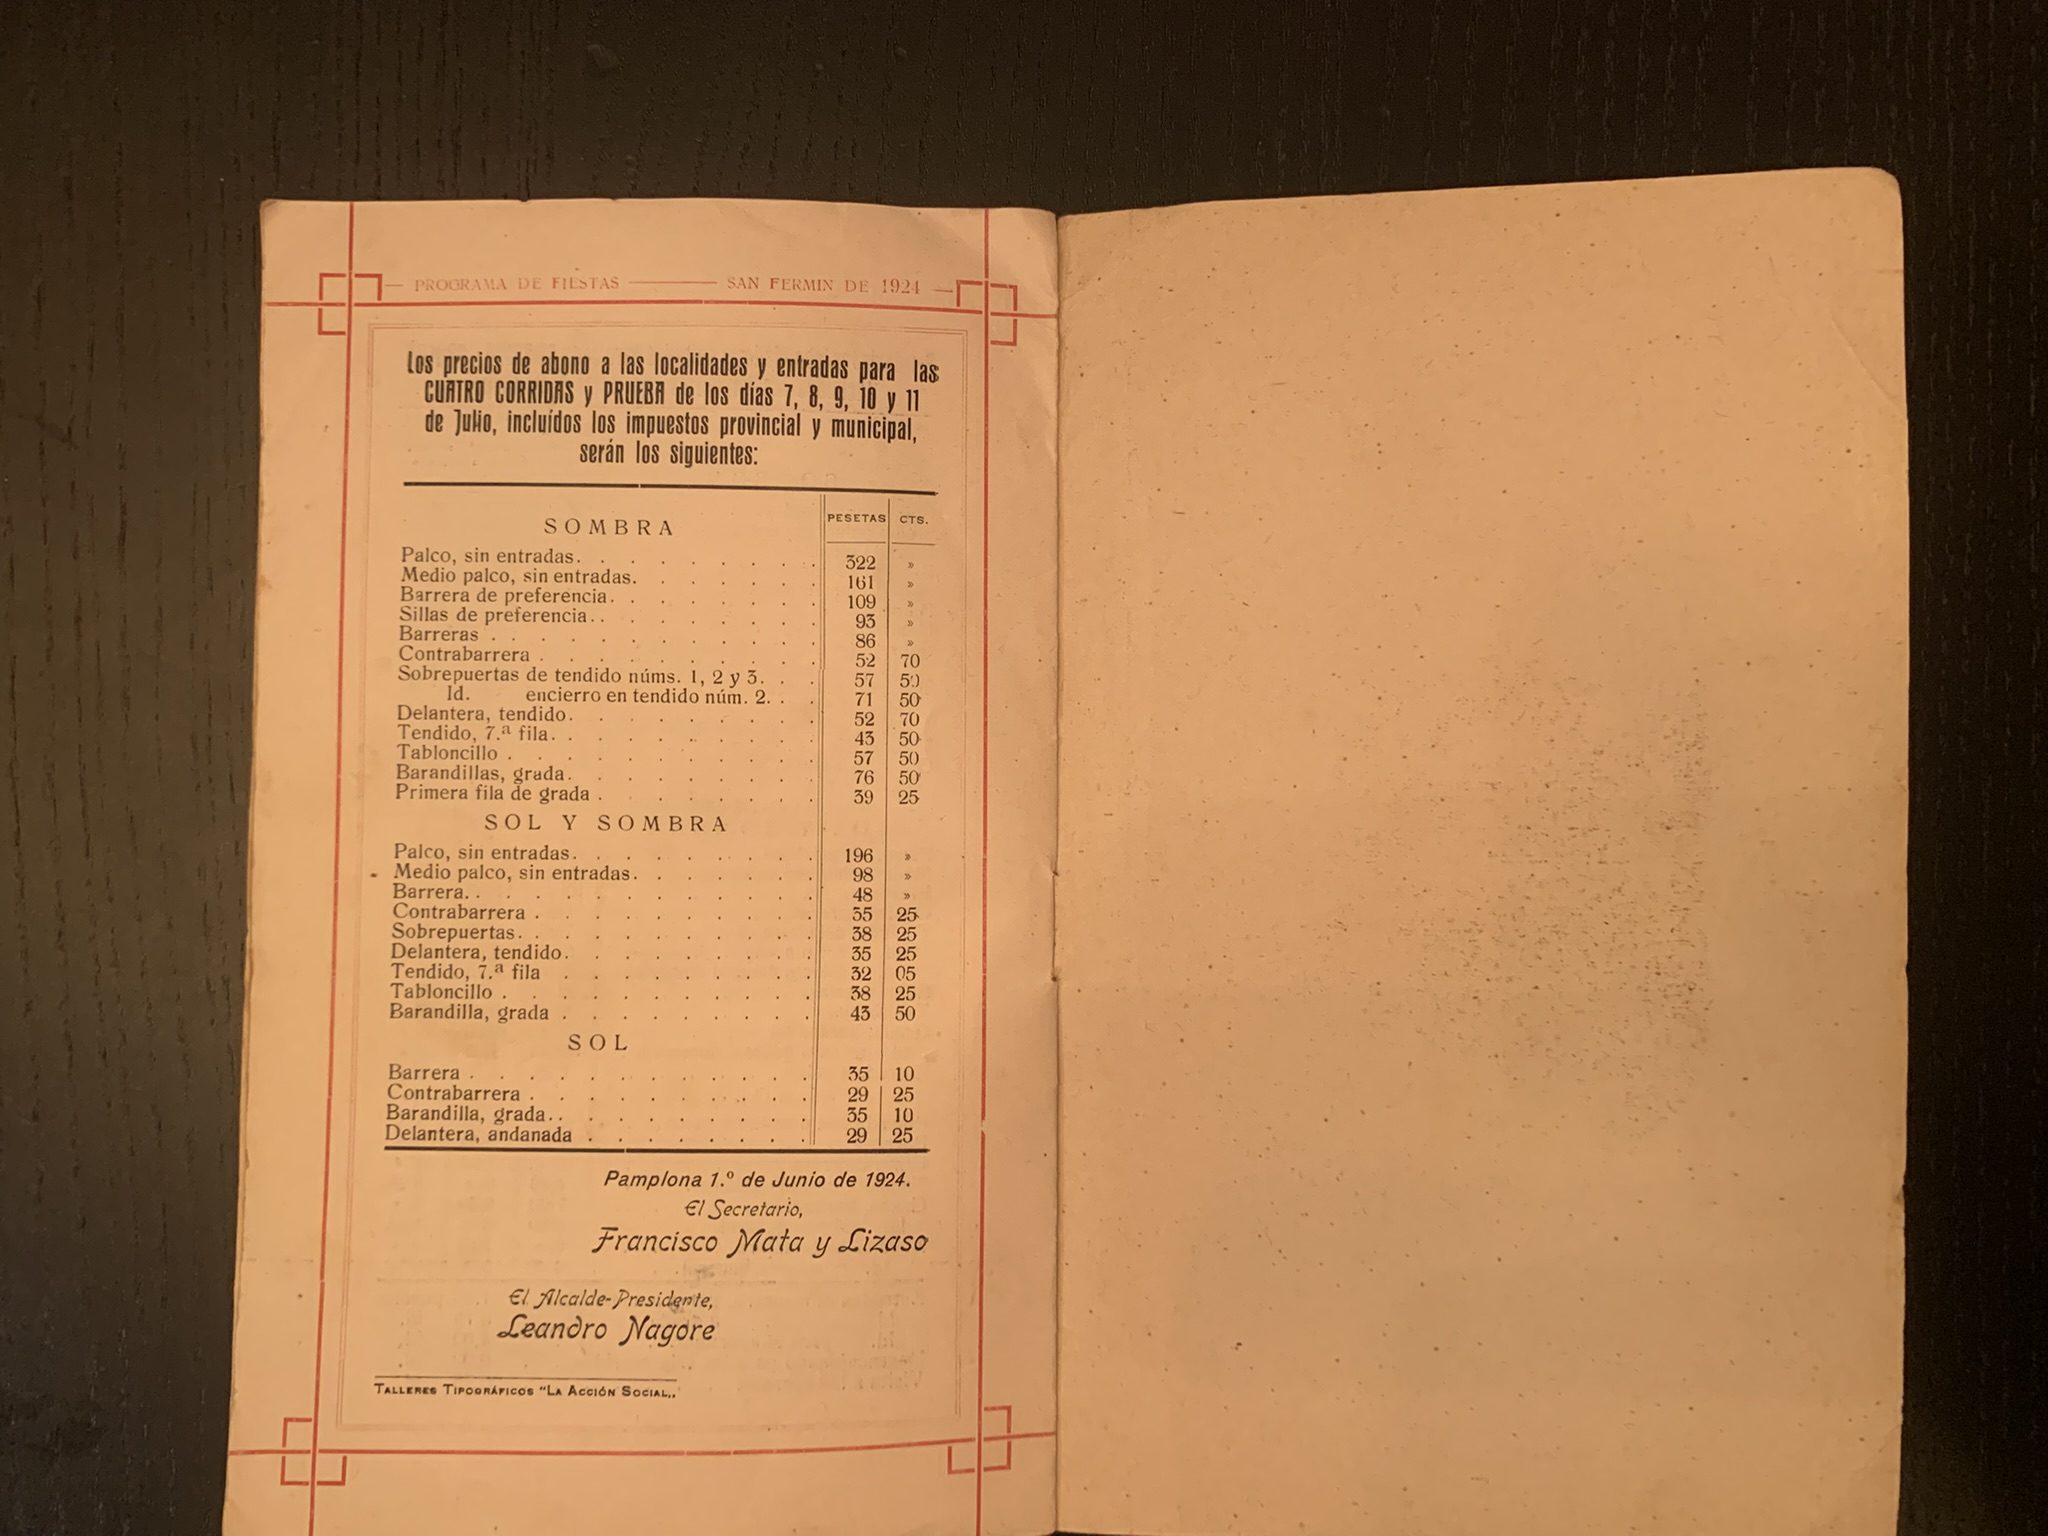 PROGRAMA DE FIESTAS — SAN FERMIN DE 1924
Los precios de abono a las localidades y entradas para las
CUATRO CORRIDAS y PRUEBA de los días 7, 8, 9, 10 y 11
de Julio, incluídos los impuestos provincial y municipal,
serán los siguientes:
PESETAS CTS.
SOMBRA
Palco, sin entradas. 322 »
Medio palco, sin entradas. 161 »
Barrera de preferencia. 109 »
Sillas de preferencia. 93 »
Barreras 86 »
Contrabarrera 52 70
Sobrepuertas de tendido núms. 1, 2 y 3. 57 50
Id. encierro en tendido núm. 2. 71 50
Delantera, tendido. 52 70
Tendido, 7.ª fila. 43 50
Tabloncillo 57 50
Barandillas, grada. 76 50
Primera fila de grada 39 25
SOL Y SOMBRA
Palco, sin entradas. 196 »
Medio palco, sin entradas. 98 »
Barrera. 48 »
Contrabarrera 35 25
Sobrepuertas. 38 25
Delantera, tendido. 35 25
Tendido, 7.ª fila 32 05
Tabloncillo 38 25
Barandilla, grada 43 50
SOL
Barrera 35 10
Contrabarrera 29 25
Barandilla, grada. 35 10
Delantera, andanada 29 25
Pamplona 1.º de Junio de 1924.
El Secretario,
Francisco Mata y Lizaso
El Alcalde-Presidente,
Leandro Nagore
TALLERES TIPOGRÁFICOS "LA ACCIÓN SOCIAL,,